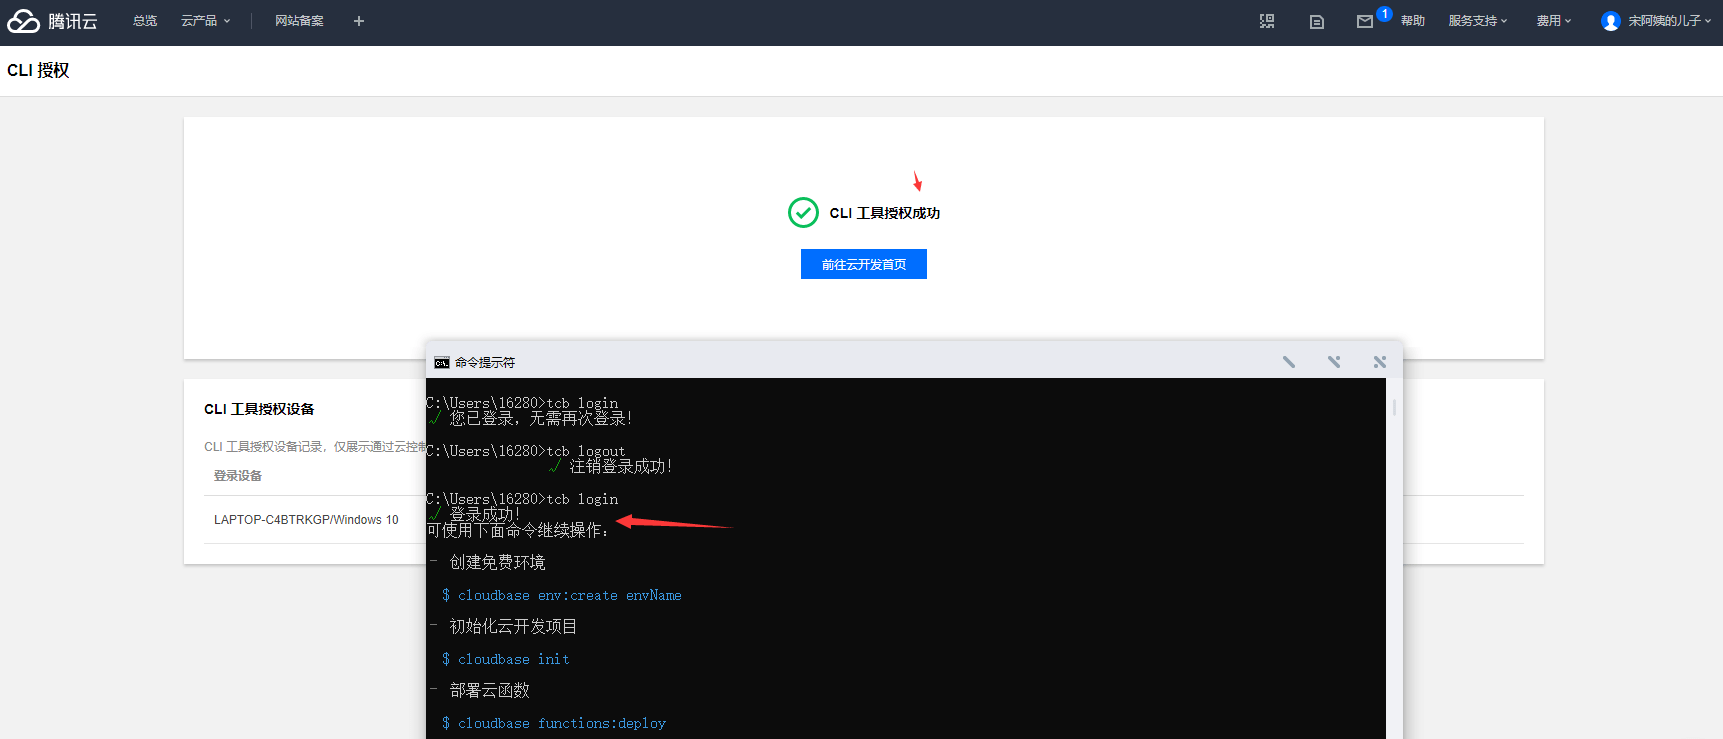 腾讯云 总览 云产品 网站备案 + 1 帮助 服务支持 费用 宋阿姨的儿子
CLI 授权
CLI 工具授权成功
前往云开发首页
CLI 工具授权设备
CLI 工具授权设备记录，仅展示通过云控制
登录设备
LAPTOP-C4BTRKGP/Windows 10
命令提示符
C:\Users\16280>tcb login
√ 您已登录，无需再次登录！
C:\Users\16280>tcb logout
√ 注销登录成功！
C:\Users\16280>tcb login
√ 登录成功！
可使用下面命令继续操作：
- 创建免费环境
$ cloudbase env:create envName
- 初始化云开发项目
$ cloudbase init
- 部署云函数
$ cloudbase functions:deploy